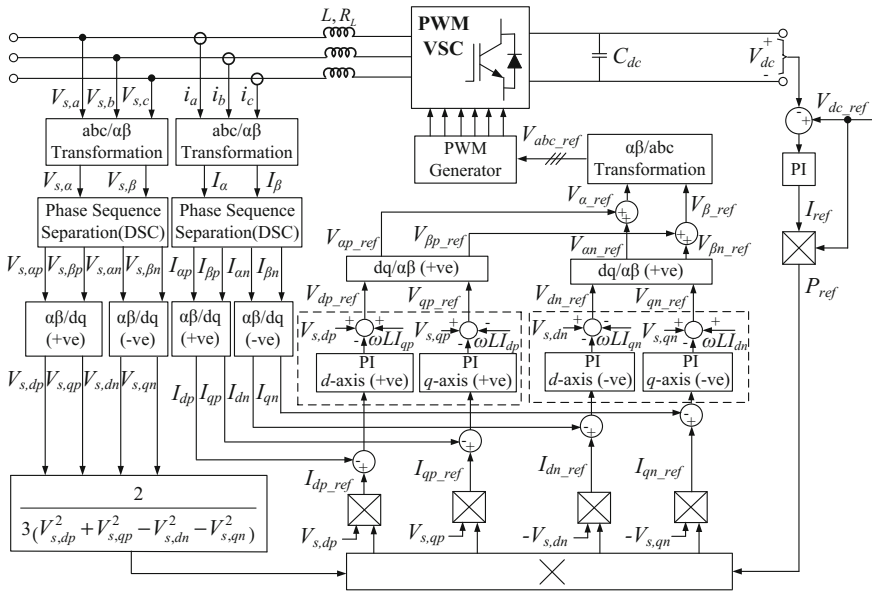 L, R_L
PWM
VSC
C_dc
V_dc
+
-
V_s,a
V_s,b
V_s,c
i_a
i_b
i_c
abc/αβ
Transformation
abc/αβ
Transformation
PWM
Generator
V_abc_ref
αβ/abc
Transformation
-
+
V_dc_ref
PI
I_ref
P_ref
V_s,α
V_s,β
I_α
I_β
Phase Sequence
Separation(DSC)
Phase Sequence
Separation(DSC)
V_α_ref
V_β_ref
+
+
+
+
V_αp_ref
V_βp_ref
V_αn_ref
V_βn_ref
V_s,αp
V_s,βp
V_s,αn
V_s,βn
I_αp
I_βp
I_αn
I_βn
dq/αβ (+ve)
dq/αβ (+ve)
αβ/dq
(+ve)
αβ/dq
(-ve)
αβ/dq
(+ve)
αβ/dq
(-ve)
V_dp_ref
V_qp_ref
V_dn_ref
V_qn_ref
V_s,dp
+
+
-
ωLI_qp
V_s,qp
+
-
-
ωLI_dp
V_s,dn
+
-
-
ωLI_qn
V_s,qn
+
+
-
ωLI_dn
PI
d-axis (+ve)
PI
q-axis (+ve)
PI
d-axis (-ve)
PI
q-axis (-ve)
V_s,dp
V_s,qp
V_s,dn
V_s,qn
I_dp
I_qp
I_dn
I_qn
-
+
-
+
-
+
-
+
I_dp_ref
I_qp_ref
I_dn_ref
I_qn_ref
2
3(V²_s,dp+V²_s,qp−V²_s,dn−V²_s,qn)
V_s,dp
V_s,qp
-V_s,dn
-V_s,qn